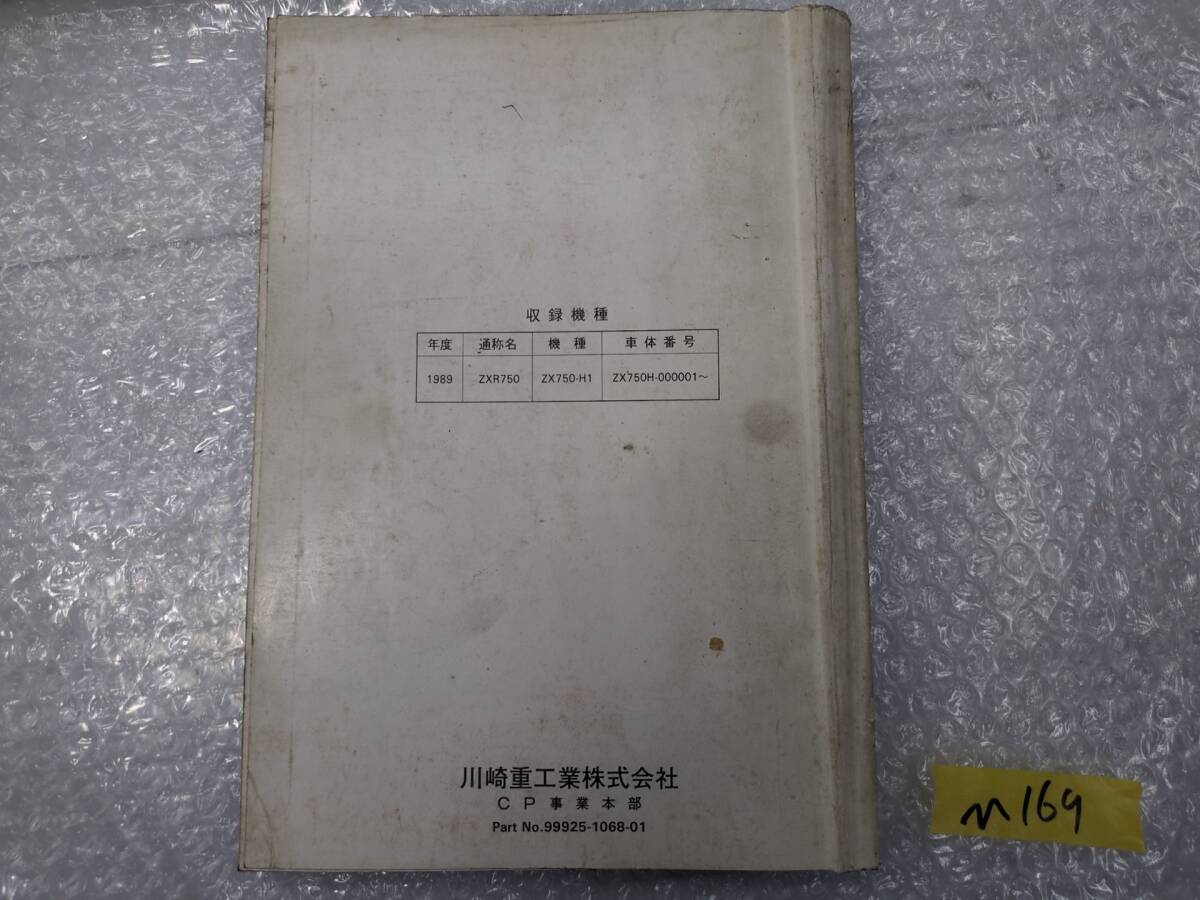 収録機種
年度 通称名 機種 車体番号
1989 ZXR750 ZX750-H1 ZX750H-000001～
川崎重工業株式会社
CP事業本部
Part No.99925-1068-01
m169